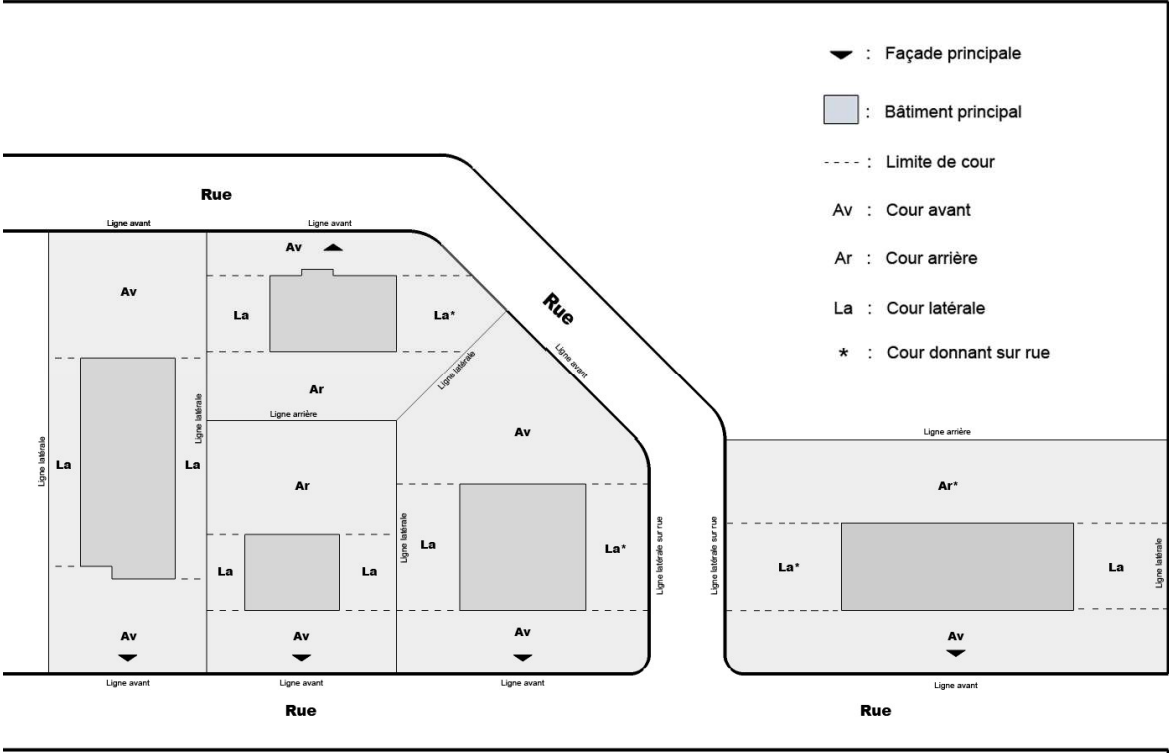 ▼ : Façade principale
: Bâtiment principal
---- : Limite de cour
Av : Cour avant
Ar : Cour arrière
La : Cour latérale
* : Cour donnant sur rue
Rue
Ligne avant
Ligne avant
Av
Av
La
La*
Rue
Ligne avant
Ligne latérale
Ar
Ligne arrière
Ligne latérale
Ligne latérale
La
La
Ar
Av
Ligne arrière
Ar*
La
La
Ligne latérale
La
La*
Ligne latérale sur rue
Ligne latérale sur rue
La*
La
Ligne latérale
Av
Av
Av
Av
Ligne avant
Ligne avant
Ligne avant
Ligne avant
Rue
Rue